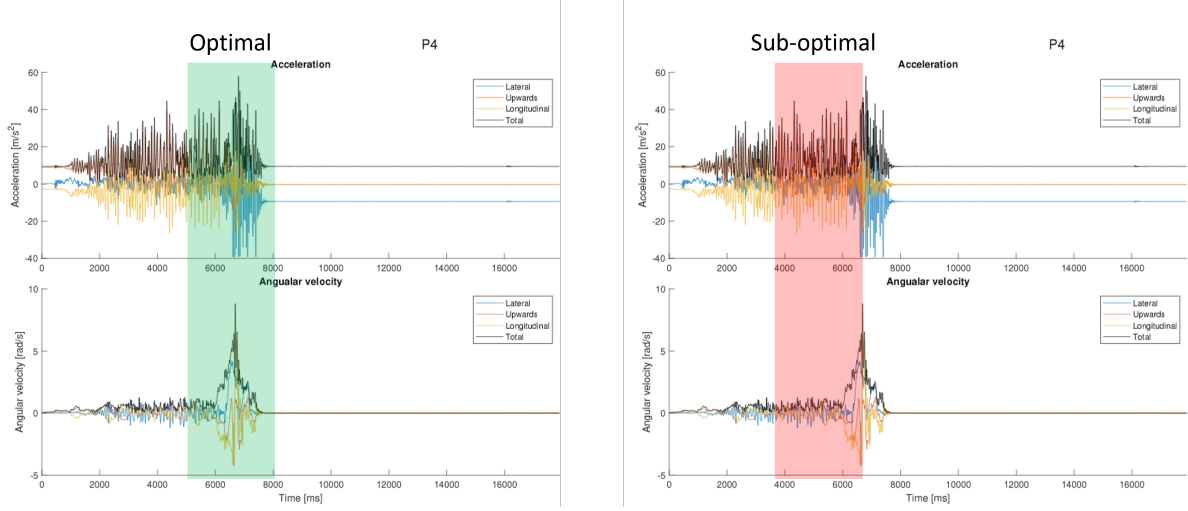 Optimal
P4
Acceleration
Acceleration [m/s²]
60
40
20
0
-20
-40
Lateral
Upwards
Longitudinal
Total
0 2000 4000 6000 8000 10000 12000 14000 16000
Angualar velocity
Angular velocity [rad/s]
10
5
0
-5
Lateral
Upwards
Longitudinal
Total
0 2000 4000 6000 8000 10000 12000 14000 16000
Time [ms]
Sub-optimal
P4
Acceleration
Acceleration [m/s²]
60
40
20
0
-20
-40
Lateral
Upwards
Longitudinal
Total
0 2000 4000 6000 8000 10000 12000 14000 16000
Angualar velocity
Angular velocity [rad/s]
10
5
0
-5
Lateral
Upwards
Longitudinal
Total
0 2000 4000 6000 8000 10000 12000 14000 16000
Time [ms]